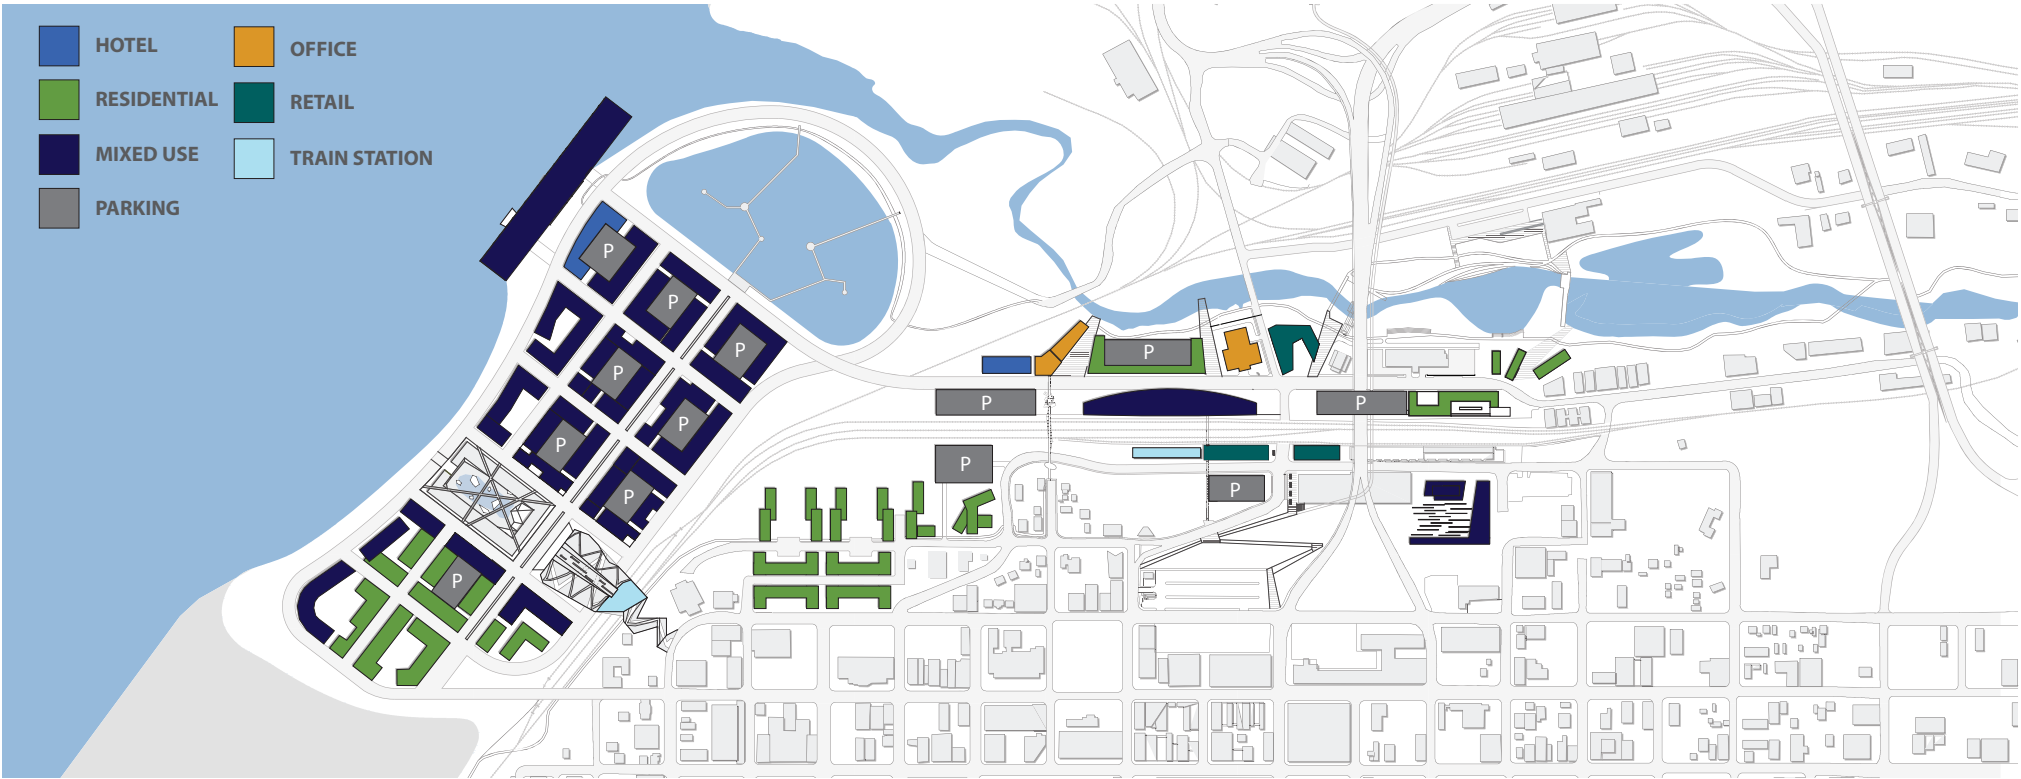 HOTEL
OFFICE
RESIDENTIAL
RETAIL
MIXED USE
TRAIN STATION
PARKING
P
P
P
P
P
P
P
P
P
P
P
P
P
P